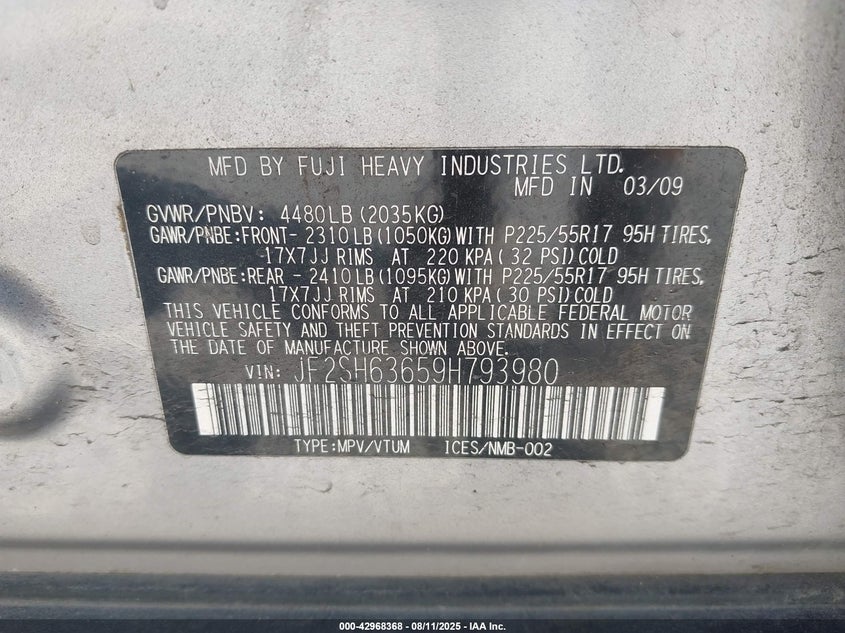 MFD BY FUJI HEAVY INDUSTRIES LTD.
MFD IN 03/09
GVWR/PNBV: 4480LB (2035KG)
GAWR/PNBE:FRONT- 2310LB (1050KG) WITH P225/55R17 95H TIRES,
17X7JJ RIMS AT 220 KPA (32 PSI) COLD
GAWR/PNBE:REAR - 2410LB (1095KG) WITH P225/55R17 95H TIRES,
17X7JJ RIMS AT 210 KPA (30 PSI) COLD
THIS VEHICLE CONFORMS TO ALL APPLICABLE FEDERAL MOTOR
VEHICLE SAFETY AND THEFT PREVENTION STANDARDS IN EFFECT ON
THE DATE OF MANUFACTURE SHOWN ABOVE.
VIN: JF2SH63659H793980
TYPE:MPV/VTUM ICES/NMB-002
000-42968368 - 08/11/2025 - IAA Inc.